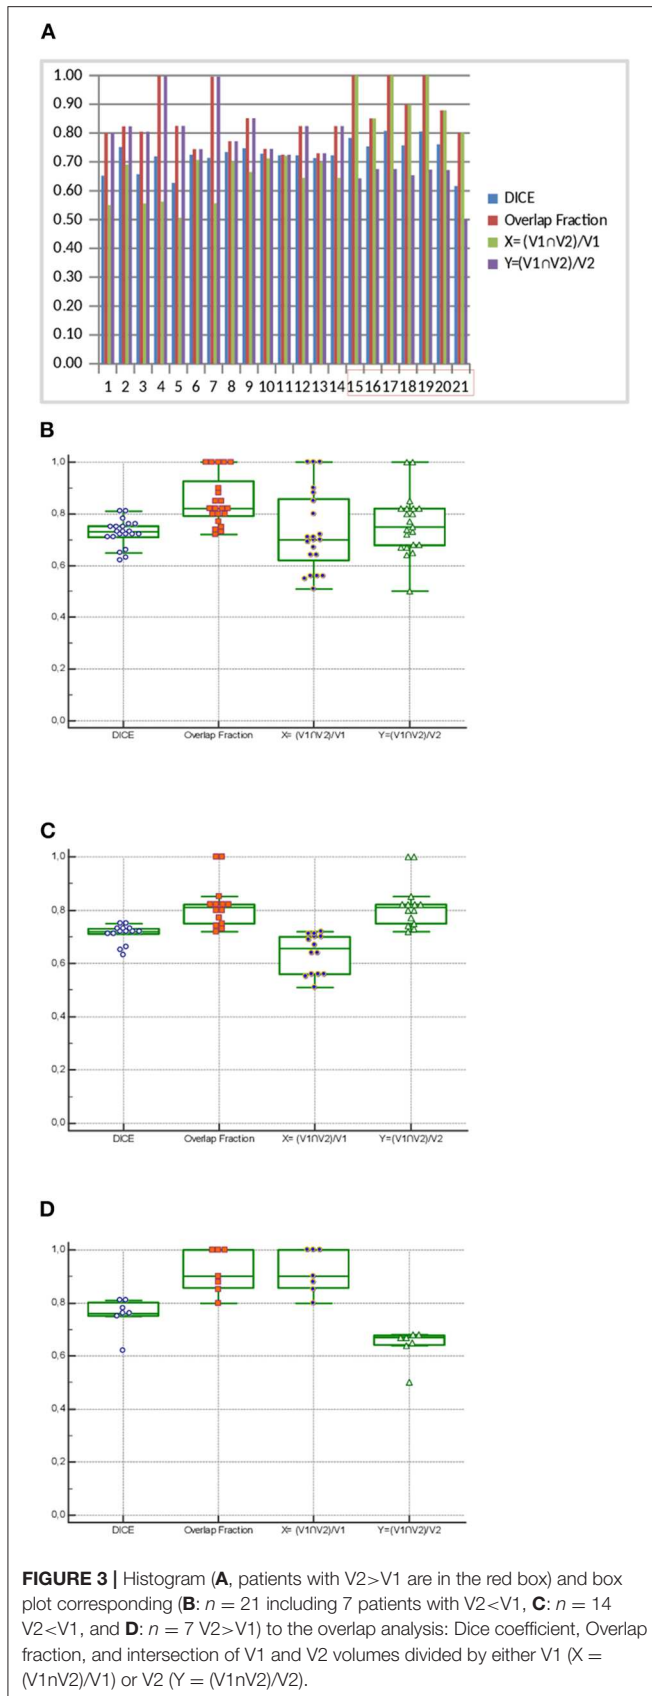 A
1.00
0.90
0.80
0.70
0.60
0.50
0.40
0.30
0.20
0.10
0.00
1 2 3 4 5 6 7 8 9 10 11 12 13 14 15 16 17 18 19 20 21
DICE
Overlap Fraction
X= (V1∩V2)/V1
Y=(V1∩V2)/V2
B
1,0
0,8
0,6
0,4
0,2
0,0
DICE Overlap Fraction X= (V1∩V2)/V1 Y=(V1∩V2)/V2
C
1,0
0,8
0,6
0,4
0,2
0,0
DICE Overlap Fraction X= (V1∩V2)/V1 Y=(V1∩V2)/V2
D
1,0
0,8
0,6
0,4
0,2
0,0
DICE Overlap Fraction X= (V1∩V2)/V1 Y=(V1∩V2)/V2
FIGURE 3 | Histogram (A, patients with V2>V1 are in the red box) and box
plot corresponding (B: n = 21 including 7 patients with V2<V1, C: n = 14
V2<V1, and D: n = 7 V2>V1) to the overlap analysis: Dice coefficient, Overlap
fraction, and intersection of V1 and V2 volumes divided by either V1 (X =
(V1nV2)/V1) or V2 (Y = (V1nV2)/V2).